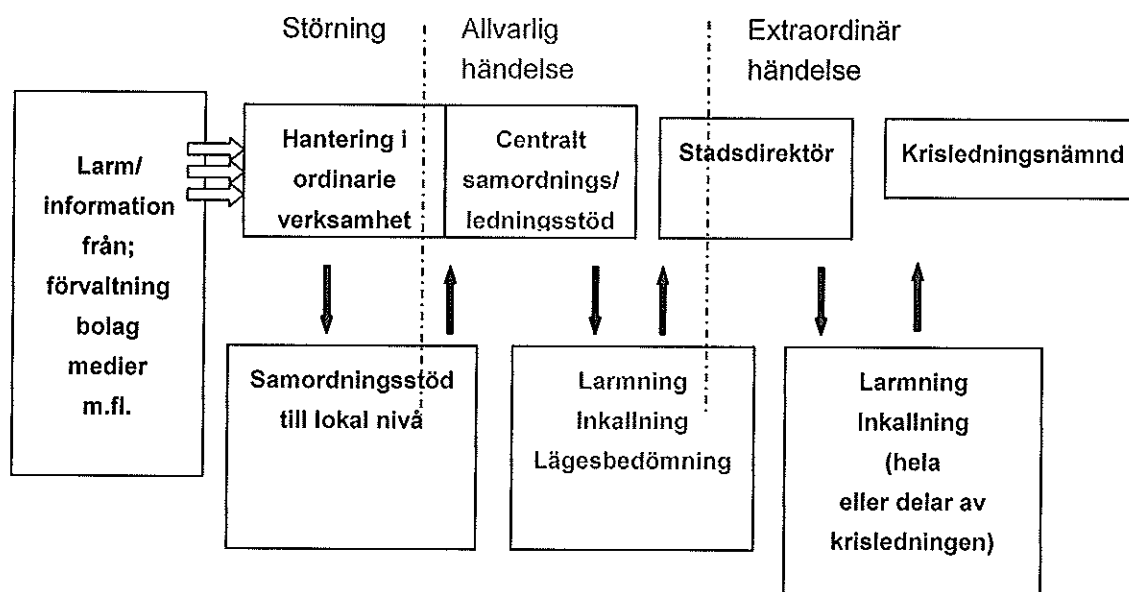 Störning
Allvarlig
händelse
Extraordinär
händelse
Larm/
information
från;
förvaltning
bolag
medier
m.fl.
Hantering i
ordinarie
verksamhet
Centralt
samordnings/
ledningsstöd
Stadsdirektör
Krisledningsnämnd
Samordningsstöd
till lokal nivå
Larmning
Inkallning
Lägesbedömning
Larmning
Inkallning
(hela
eller delar av
krisledningen)